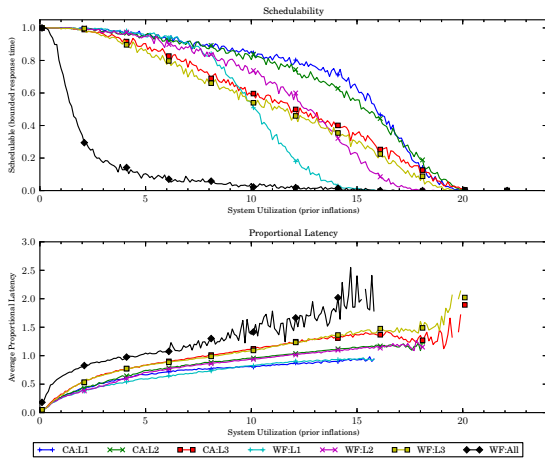 Schedulability
1.0
0.8
0.6
0.4
0.2
0.0
Schedulable (bounded response time)
0 5 10 15 20
System Utilization (prior inflations)
Proportional Latency
3.0
2.5
2.0
1.5
1.0
0.5
0.0
Average Proportional Latency
0 5 10 15 20
System Utilization (prior inflations)
CA:L1 CA:L2 CA:L3 WF:L1 WF:L2 WF:L3 WF:All